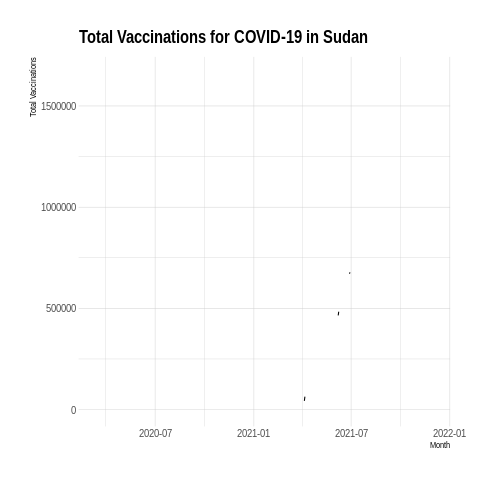 Total Vaccinations for COVID-19 in Sudan
Total Vaccinations
1500000
1000000
500000
0
2020-07 2021-01 2021-07 2022-01
Month